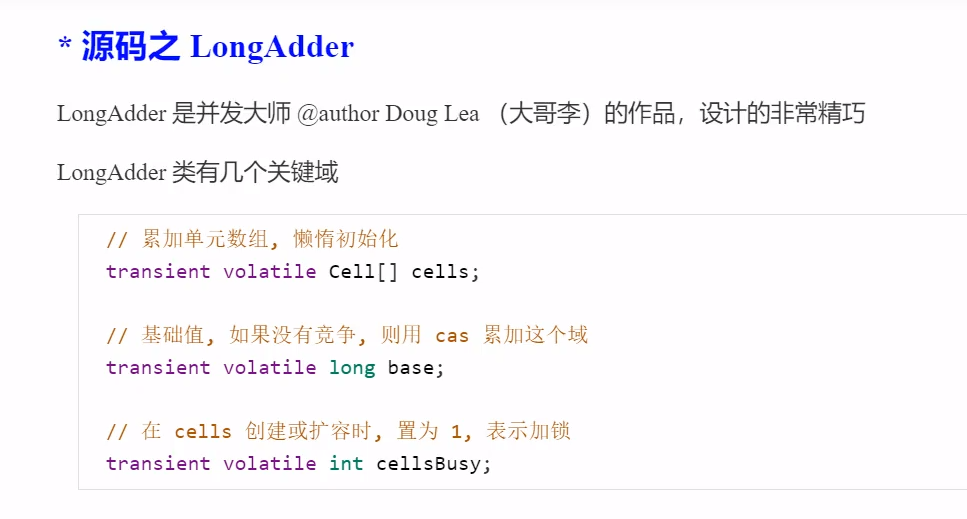 * 源码之 LongAdder
LongAdder 是并发大师 @author Doug Lea （大哥李）的作品，设计的非常精巧
LongAdder 类有几个关键域
// 累加单元数组, 懒惰初始化
transient volatile Cell[] cells;
// 基础值, 如果没有竞争, 则用 cas 累加这个域
transient volatile long base;
// 在 cells 创建或扩容时, 置为 1, 表示加锁
transient volatile int cellsBusy;